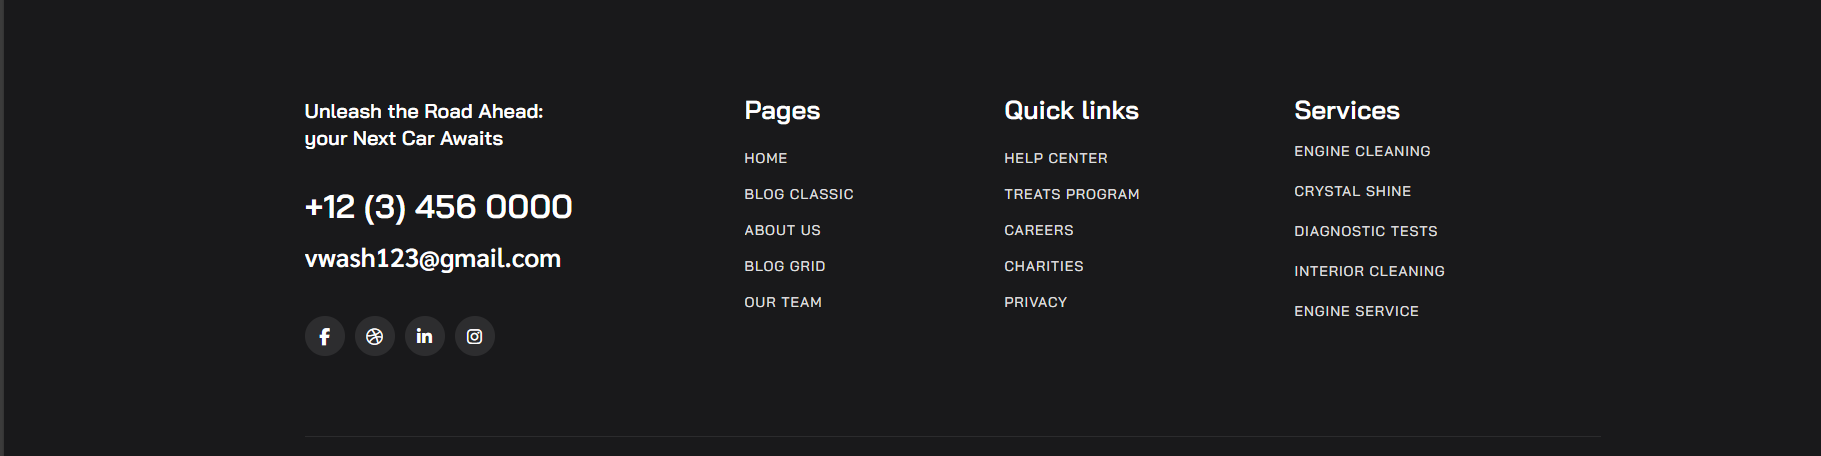 Unleash the Road Ahead:
your Next Car Awaits
+12 (3) 456 0000
vwash123@gmail.com
Pages
HOME
BLOG CLASSIC
ABOUT US
BLOG GRID
OUR TEAM
Quick links
HELP CENTER
TREATS PROGRAM
CAREERS
CHARITIES
PRIVACY
Services
ENGINE CLEANING
CRYSTAL SHINE
DIAGNOSTIC TESTS
INTERIOR CLEANING
ENGINE SERVICE